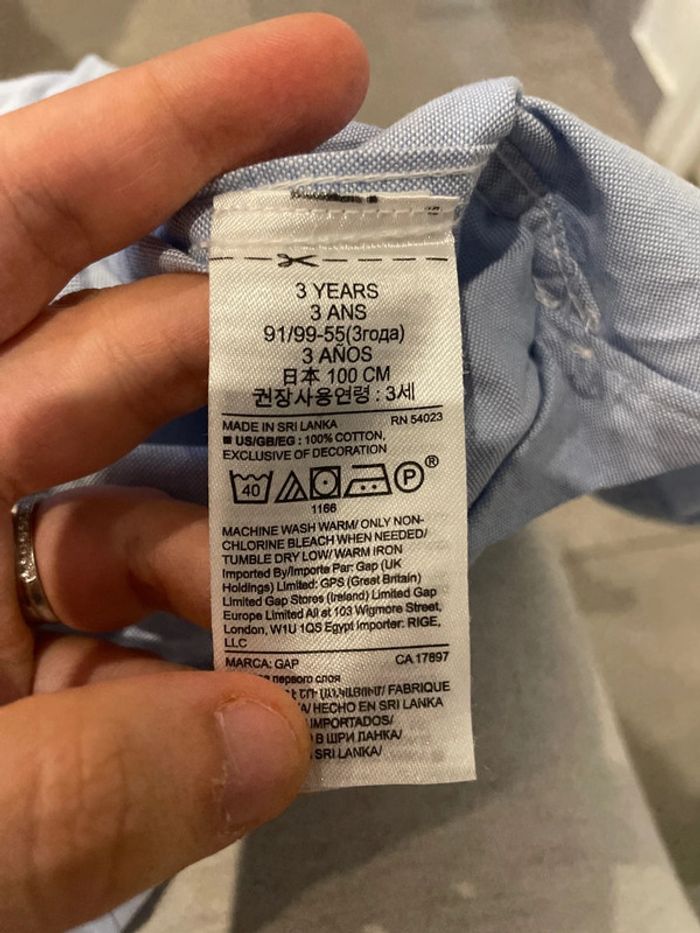 3 YEARS
3 ANS
91/99-55(3года)
3 AÑOS
日本 100 CM
권장사용연령 : 3세
MADE IN SRI LANKA RN 54023
US/GB/EG : 100% COTTON,
EXCLUSIVE OF DECORATION
40 P ®
1166
MACHINE WASH WARM/ ONLY NON-
CHLORINE BLEACH WHEN NEEDED/
TUMBLE DRY LOW/ WARM IRON
Imported By/Importe Par: Gap (UK
Holdings) Limited: GPS (Great Britain)
Limited Gap Stores (Ireland) Limited Gap
Europe Limited All at 103 Wigmore Street,
London, W1U 1QS Egypt Importer: RIGE,
LLC
MARCA: GAP CA 17897
первого слоя
FABRIQUE
HECHO EN SRI LANKA
IMPORTADOS/
В ШРИ ЛАНКА/
SRI LANKA/